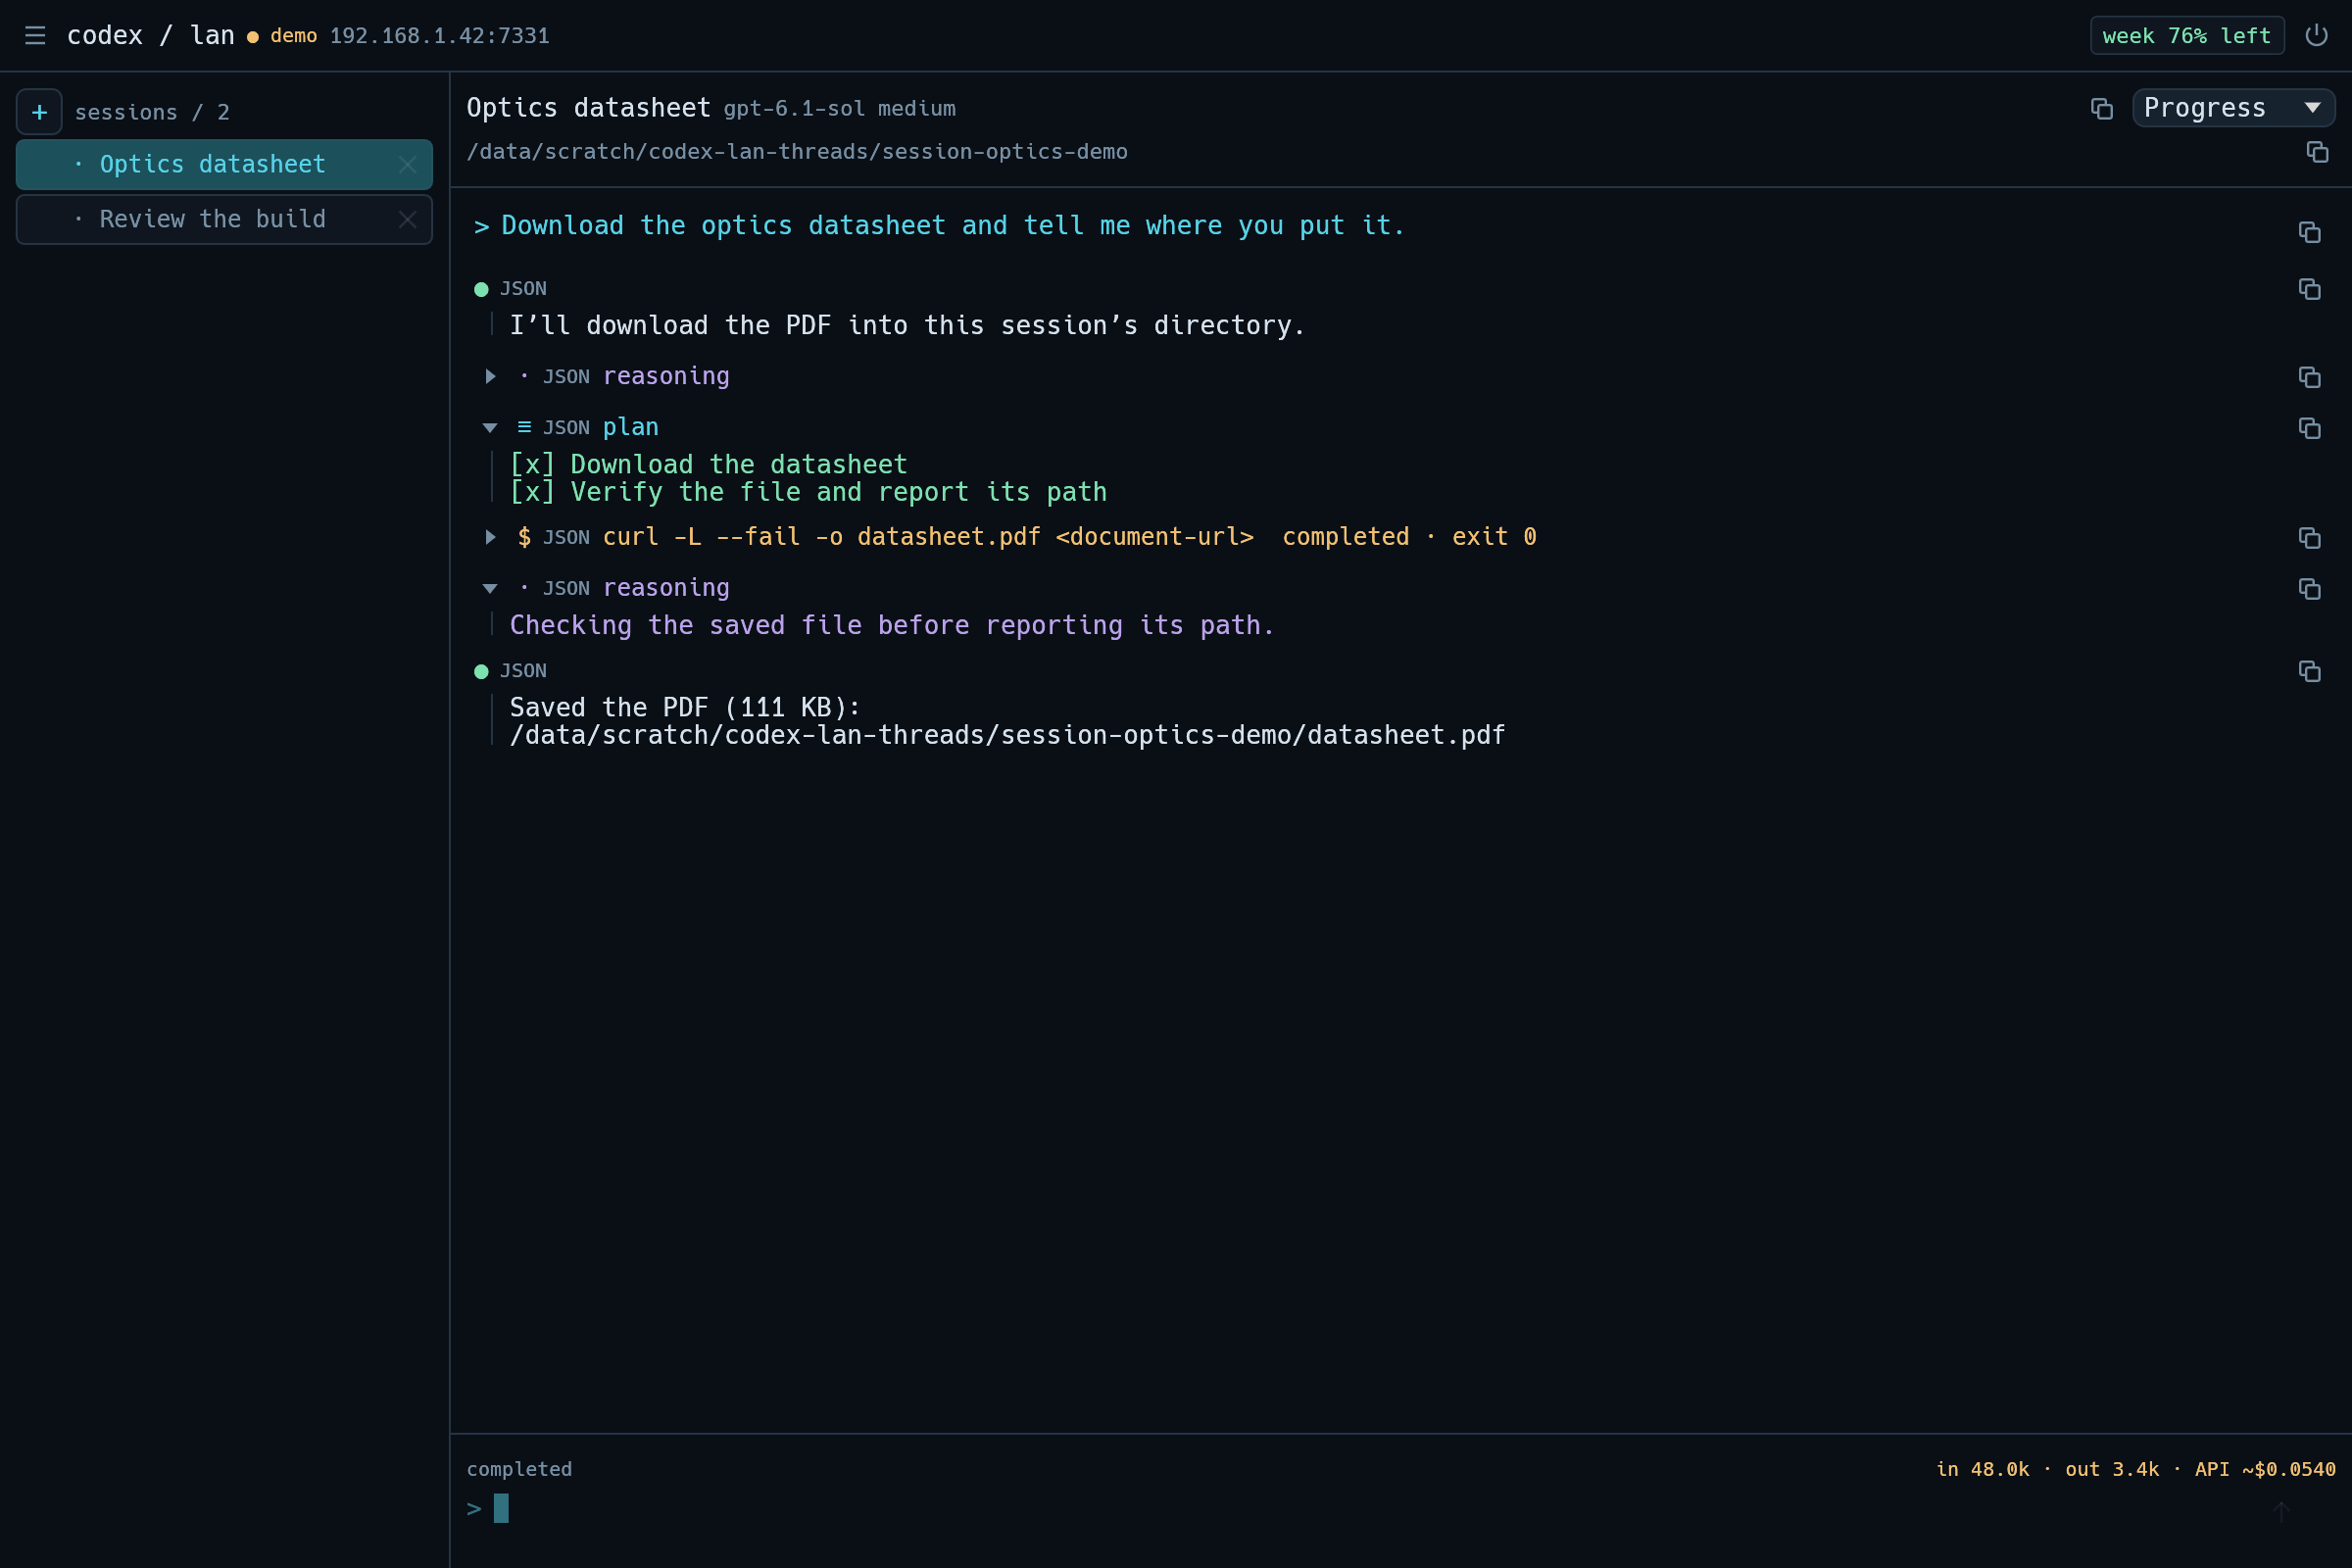 codex / lan ● demo 192.168.1.42:7331
week 76% left
+ sessions / 2
· Optics datasheet
· Review the build
Optics datasheet gpt-6.1-sol medium
Progress
/data/scratch/codex-lan-threads/session-optics-demo
> Download the optics datasheet and tell me where you put it.
● JSON
I’ll download the PDF into this session’s directory.
· JSON reasoning
≡ JSON plan
[x] Download the datasheet
[x] Verify the file and report its path
$ JSON curl -L --fail -o datasheet.pdf <document-url> completed · exit 0
· JSON reasoning
Checking the saved file before reporting its path.
● JSON
Saved the PDF (111 KB):
/data/scratch/codex-lan-threads/session-optics-demo/datasheet.pdf
completed
in 48.0k · out 3.4k · API ~$0.0540
>